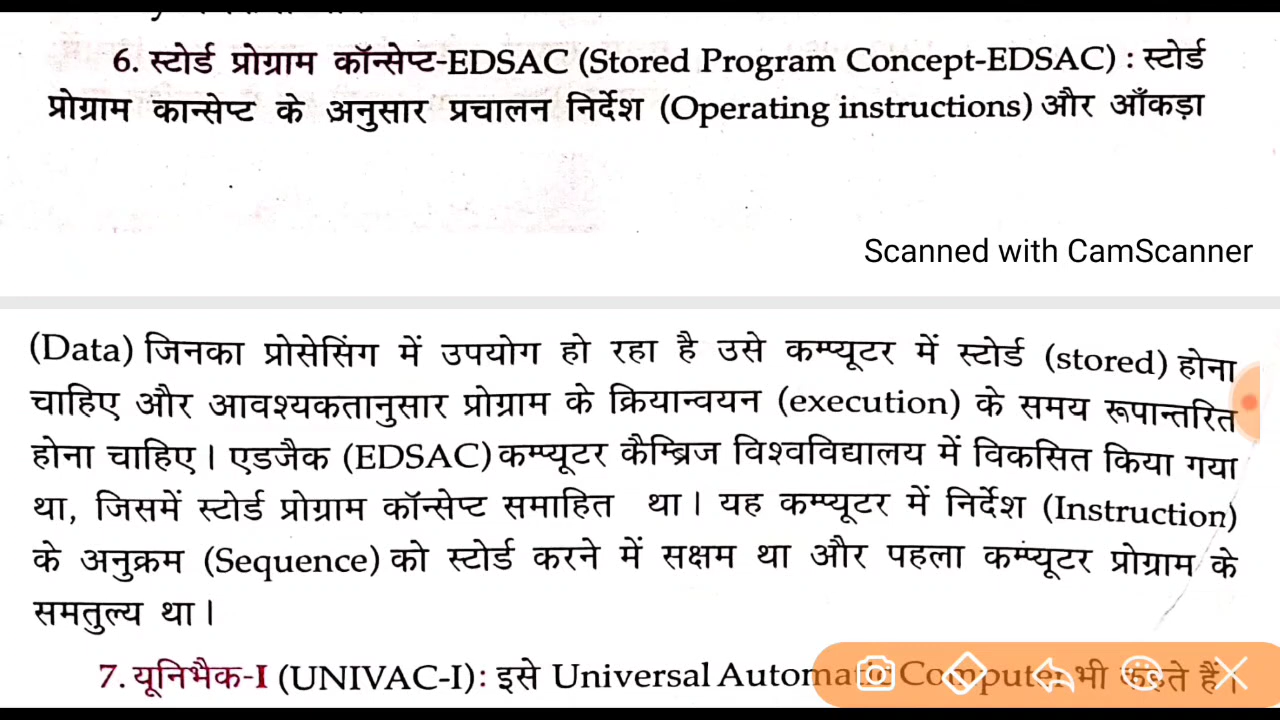 6. स्टोर्ड प्रोग्राम कॉन्सेप्ट-EDSAC (Stored Program Concept-EDSAC) : स्टोर्ड
प्रोग्राम कान्सेप्ट के अनुसार प्रचालन निर्देश (Operating instructions) और आँकड़ा
Scanned with CamScanner
(Data) जिनका प्रोसेसिंग में उपयोग हो रहा है उसे कम्प्यूटर में स्टोर्ड (stored) होना
चाहिए और आवश्यकतानुसार प्रोग्राम के क्रियान्वयन (execution) के समय रूपान्तरित
होना चाहिए। एडजैक (EDSAC) कम्प्यूटर कैम्ब्रिज विश्वविद्यालय में विकसित किया गया
था, जिसमें स्टोर्ड प्रोग्राम कॉन्सेप्ट समाहित था। यह कम्प्यूटर में निर्देश (Instruction)
के अनुक्रम (Sequence) को स्टोर्ड करने में सक्षम था और पहला कम्प्यूटर प्रोग्राम के
समतुल्य था।
7. यूनिभैक-I (UNIVAC-I): इसे Universal Automatic Computer भी कहते हैं।